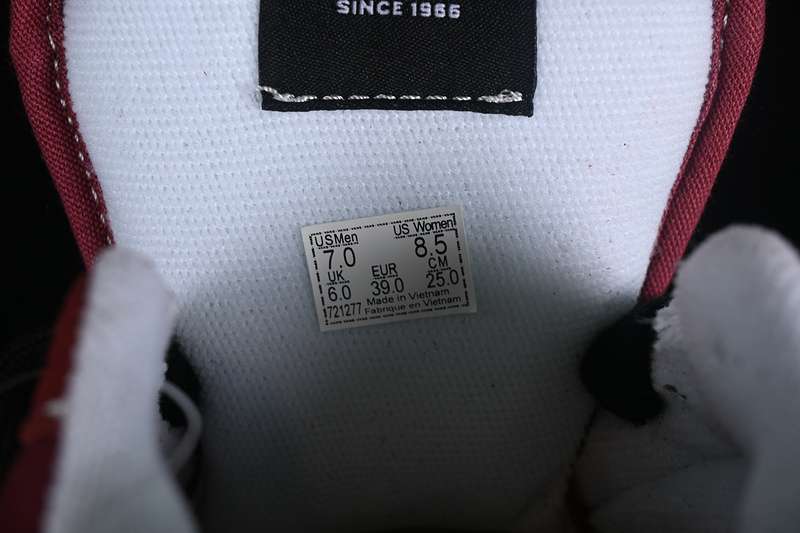 SINCE 1966
US Men US Women
7.0 8.5
UK EUR CM
6.0 39.0 25.0
721277 Made in Vietnam
Fabrique en Vietnam